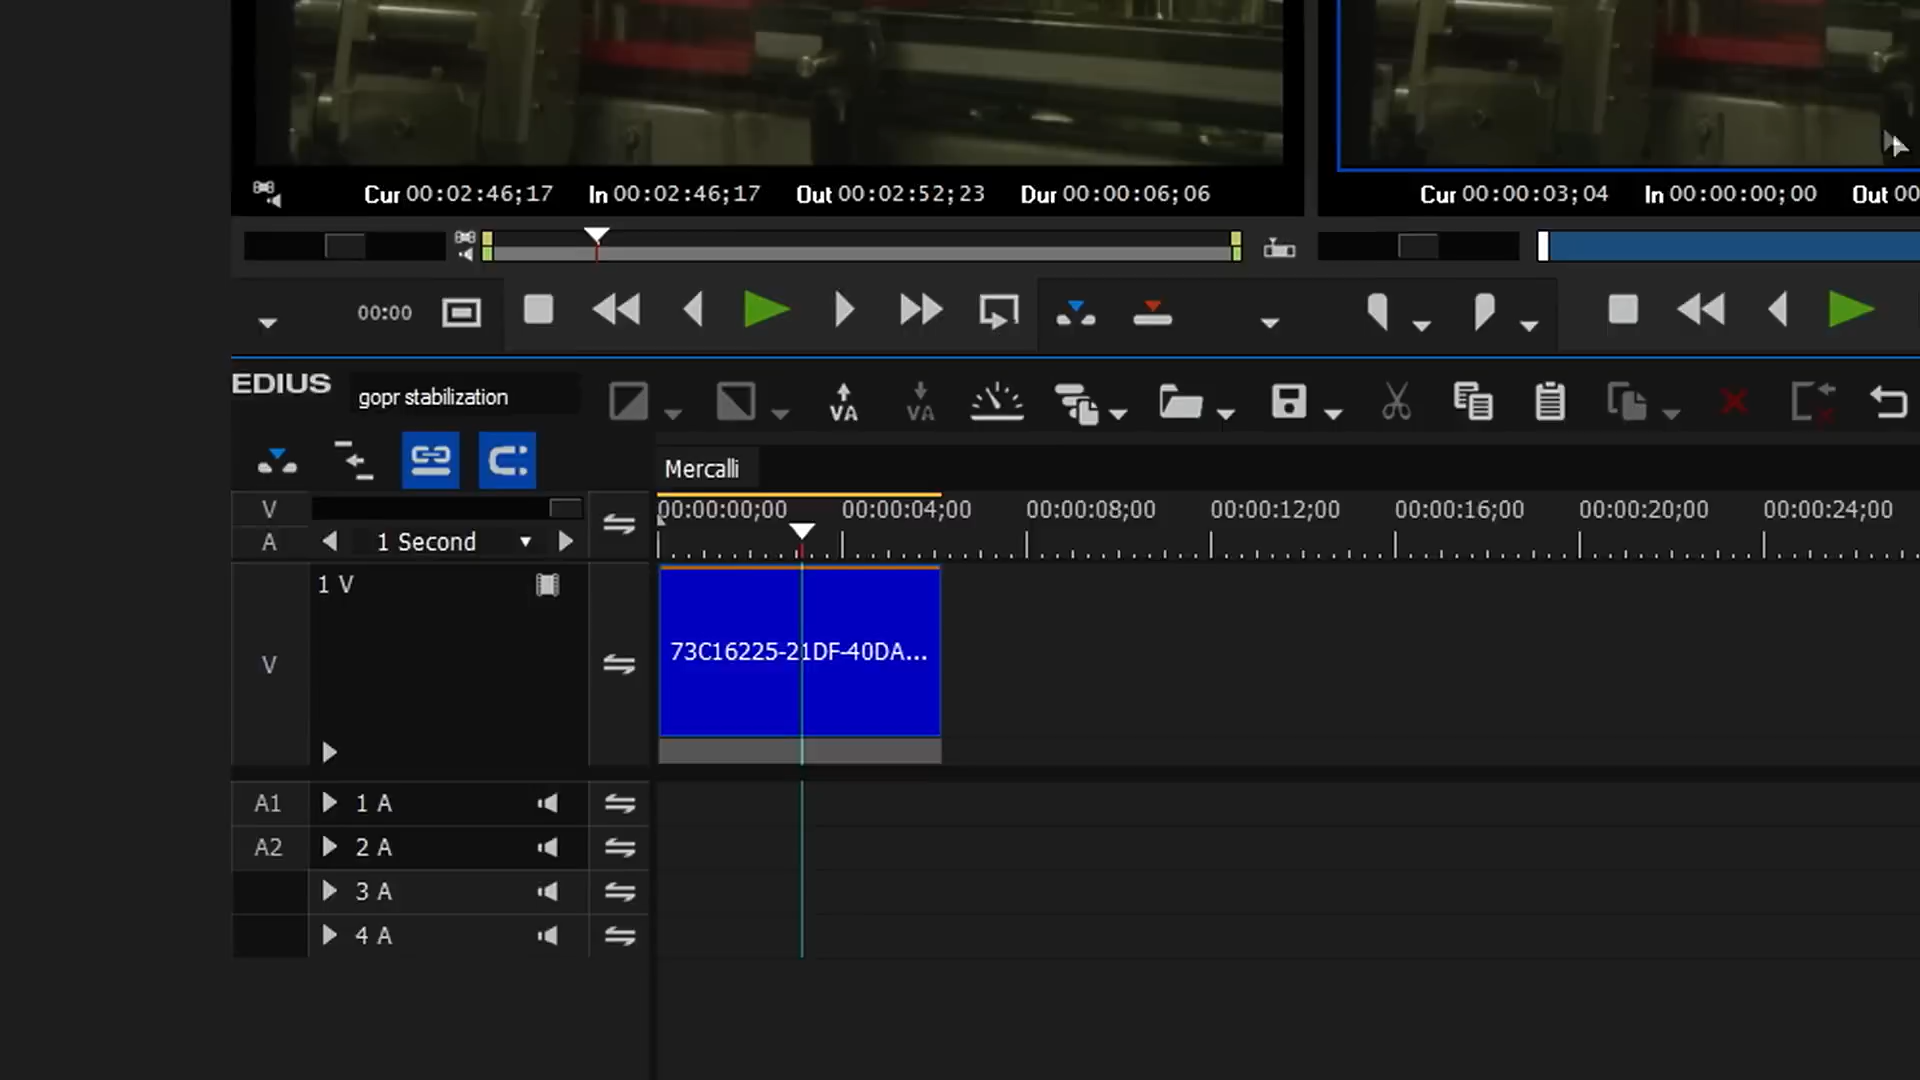 Cur 00:02:46;17 In 00:02:46;17 Out 00:02:52;23 Dur 00:00:06;06
Cur 00:00:03;04 In 00:00:00;00 Out 00
00:00
EDIUS gopr stabilization
VA VA
Mercalli
V
A 1 Second
00:00:00;00 00:00:04;00 00:00:08;00 00:00:12;00 00:00:16;00 00:00:20;00 00:00:24;00
1 V
V
73C16225-21DF-40DA...
A1 1 A
A2 2 A
3 A
4 A